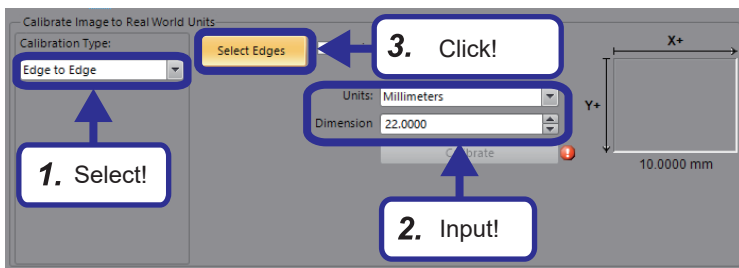 Calibrate Image to Real World Units
Calibration Type:
Edge to Edge
Select Edges
3. Click!
X+
Units: Millimeters
Y+
Dimension 22.0000
10.0000 mm
1. Select!
2. Input!